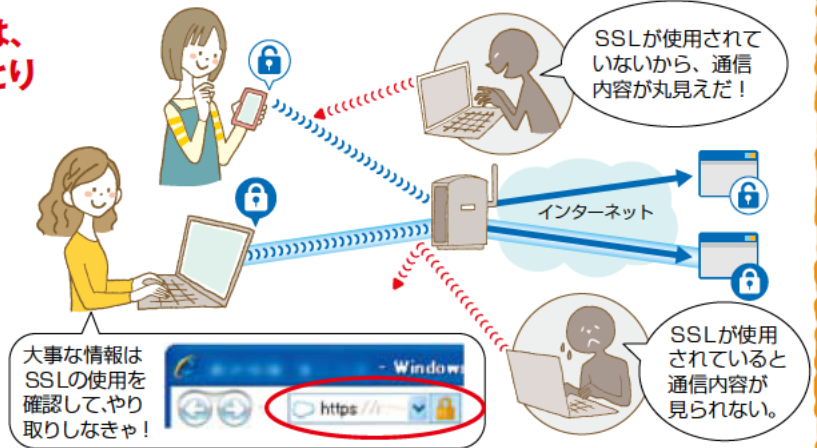 は、
とり
SSLが使用されて
いないから、通信
内容が丸見えだ！
インターネット
大事な情報は
SSLの使用を
確認して、やり
取りしなきゃ！
- Window
https://
SSLが使用
されていると
通信内容が
見られない。